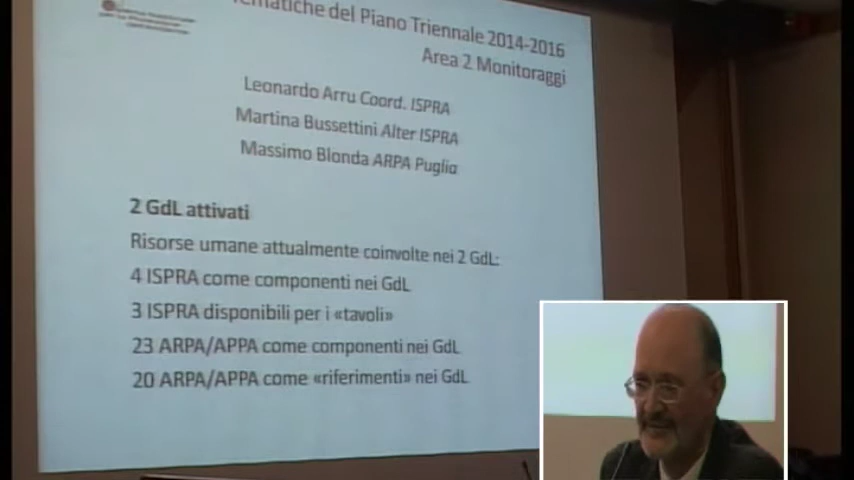 Tematiche del Piano Triennale 2014-2016
Area 2 Monitoraggi
Leonardo Arru Coord. ISPRA
Martina Bussettini Alter ISPRA
Massimo Blonda ARPA Puglia
2 GdL attivati
Risorse umane attualmente coinvolte nei 2 GdL:
4 ISPRA come componenti nei GdL
3 ISPRA disponibili per i «tavoli»
23 ARPA/APPA come componenti nei GdL
20 ARPA/APPA come «riferimenti» nei GdL